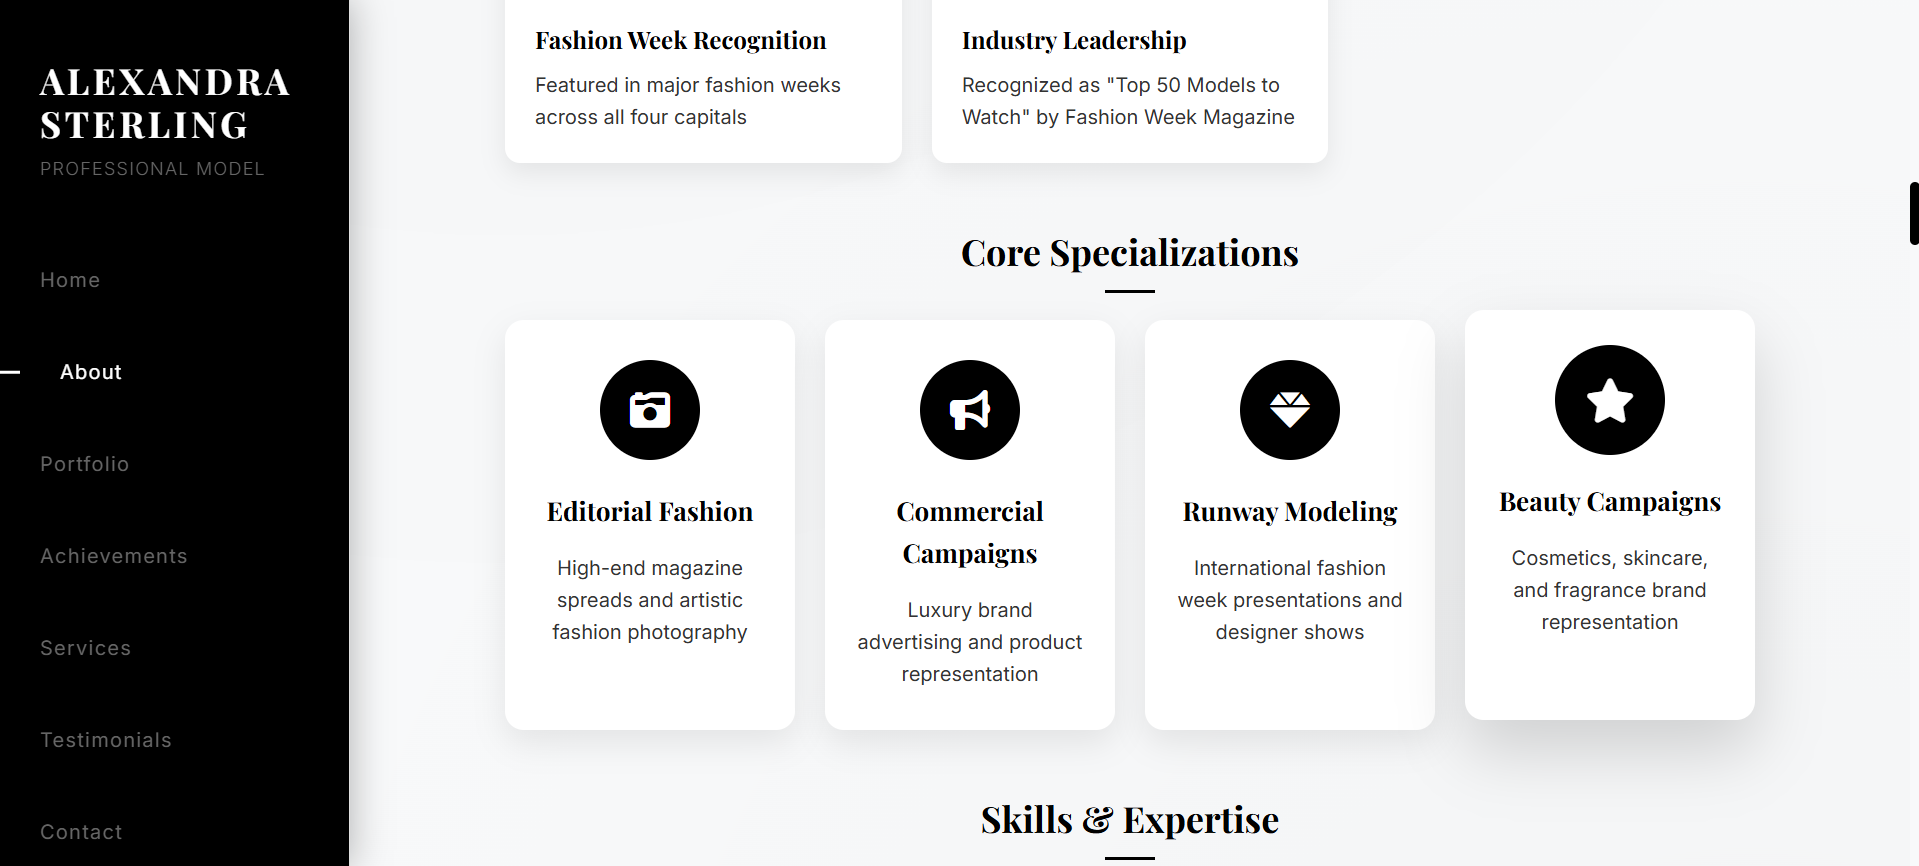 ALEXANDRA
STERLING
PROFESSIONAL MODEL
Home
About
Portfolio
Achievements
Services
Testimonials
Contact
Fashion Week Recognition
Featured in major fashion weeks
across all four capitals
Industry Leadership
Recognized as "Top 50 Models to
Watch" by Fashion Week Magazine
Core Specializations
Editorial Fashion
High-end magazine
spreads and artistic
fashion photography
Commercial
Campaigns
Luxury brand
advertising and product
representation
Runway Modeling
International fashion
week presentations and
designer shows
Beauty Campaigns
Cosmetics, skincare,
and fragrance brand
representation
Skills & Expertise